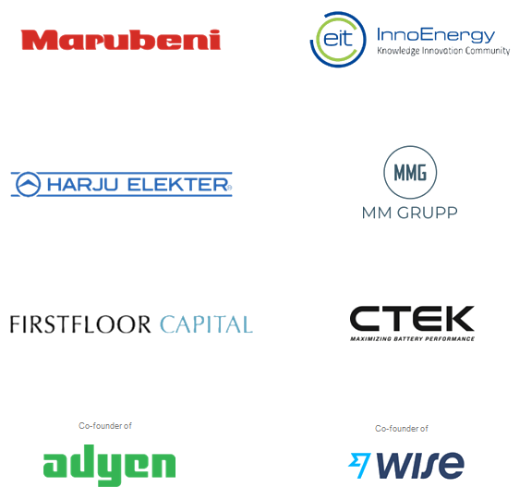 Marubeni
eit InnoEnergy
Knowledge Innovation Community
HARJU ELEKTER®
MMG
MM GRUPP
FIRSTFLOOR CAPITAL
CTEK
MAXIMIZING BATTERY PERFORMANCE
Co-founder of
adyen
Co-founder of
wise